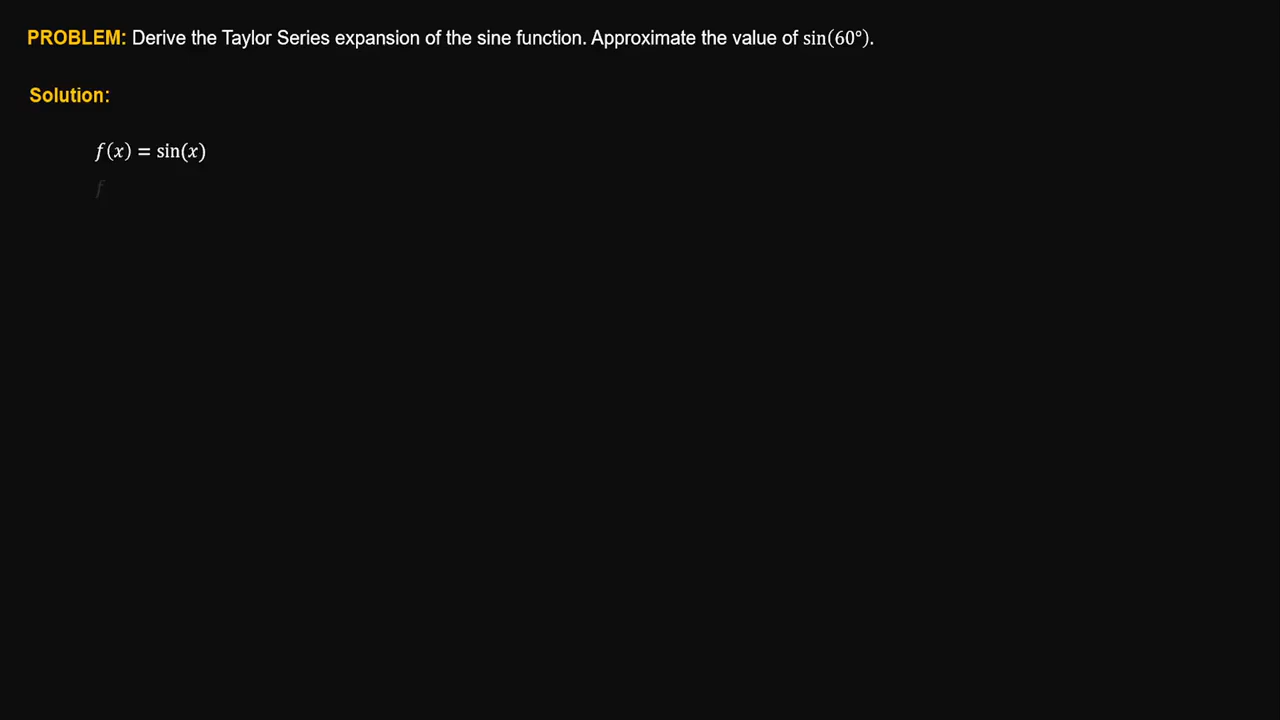 PROBLEM: Derive the Taylor Series expansion of the sine function. Approximate the value of sin(60°).
Solution:
f(x) = sin(x)
f